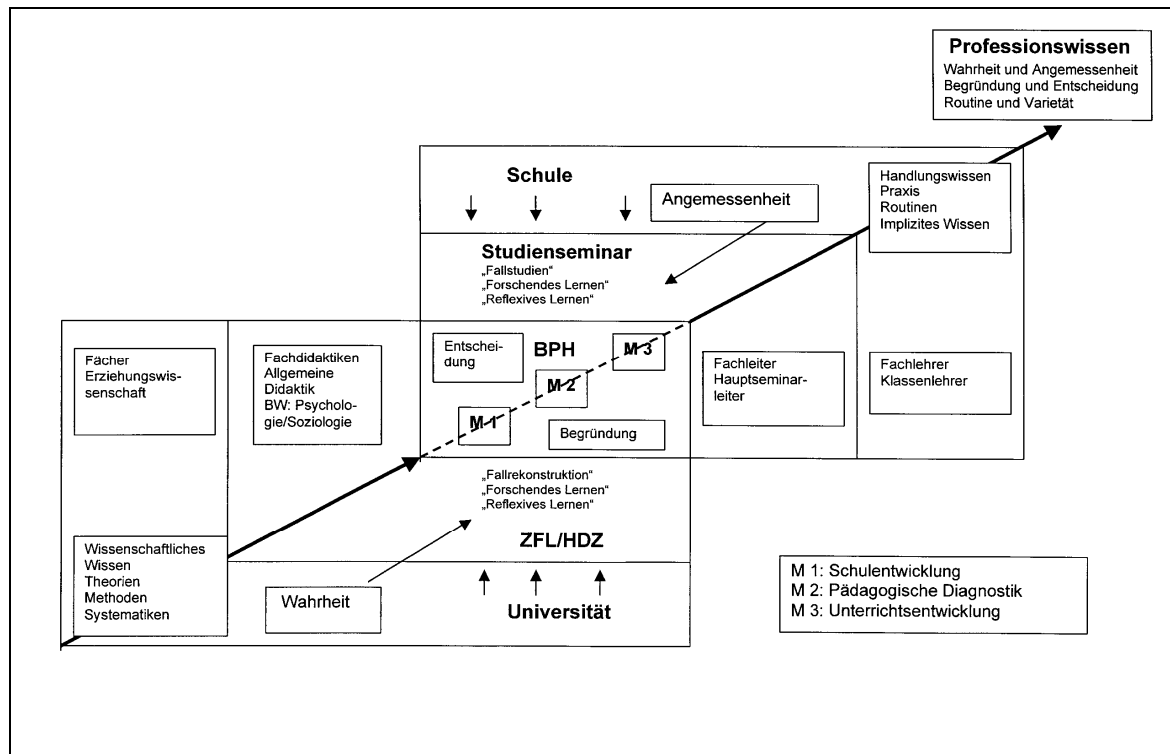 Professionswissen
Wahrheit und Angemessenheit
Begründung und Entscheidung
Routine und Varietät
Schule
Angemessenheit
Handlungswissen
Praxis
Routinen
Implizites Wissen
Studienseminar
„Fallstudien“
„Forschendes Lernen“
„Reflexives Lernen“
Fächer
Erziehungswis-
senschaft
Fachdidaktiken
Allgemeine
Didaktik
BW: Psycholo-
gie/Soziologie
Entschei-
dung
BPH
M 3
M 2
M 1
Begründung
Fachleiter
Hauptseminar-
leiter
Fachlehrer
Klassenlehrer
„Fallrekonstruktion“
„Forschendes Lernen“
„Reflexives Lernen“
ZFL/HDZ
Wissenschaftliches
Wissen
Theorien
Methoden
Systematiken
Wahrheit
Universität
M 1: Schulentwicklung
M 2: Pädagogische Diagnostik
M 3: Unterrichtsentwicklung